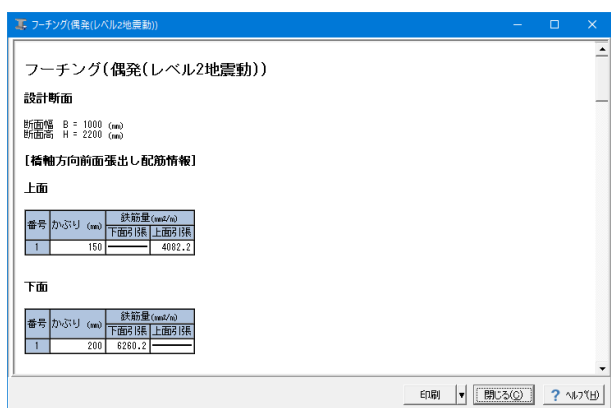 フーチング(偶発(レベル2地震動))
フーチング(偶発(レベル2地震動))
設計断面
断面幅 B = 1000 (mm)
断面高 H = 2200 (mm)
[橋軸方向前面張出し配筋情報]
上面
番号 かぶり (mm) 鉄筋量(mm2/m)
下面引張 上面引張
1 150 ――― 4082.2
下面
番号 かぶり (mm) 鉄筋量(mm2/m)
下面引張 上面引張
1 200 6260.2 ―――
印刷 閉じる(C) ? ヘルプ(H)